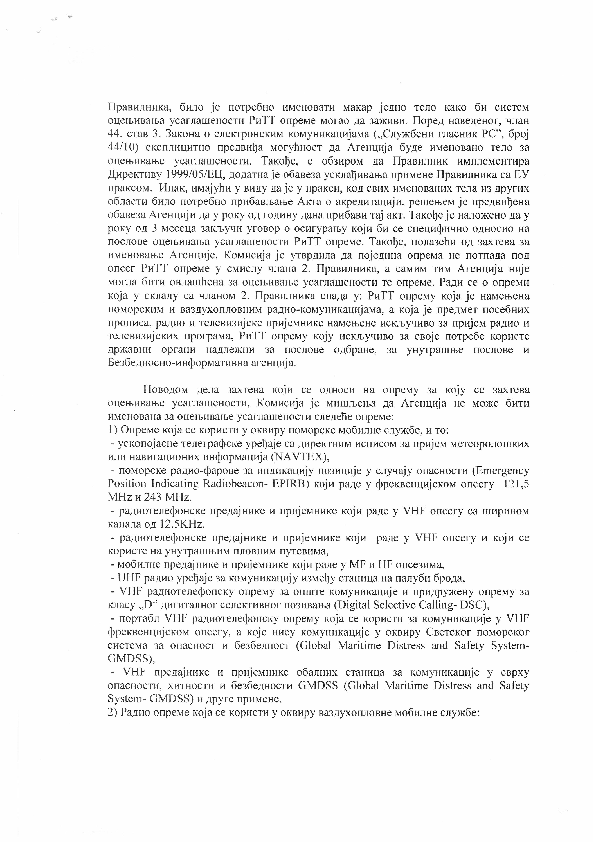 Правилника, било је потребно именовати макар једно тело како би систем
оцењивања усаглашености РиТТ опреме могао да заживи. Поред наведеног, члан
44. став 3. Закона о електронским комуникацијама („Службени гласник РС", број
44/10) експлицитно предвиђа могућност да Агенција буде именовано тело за
оцењивање усаглашености. Такође, с обзиром да Правилник имплементира
Директиву 1999/05/ЕЦ, додатна је обавеза усклађивања примене Правилника са ЕУ
праксом. Ипак, имајући у виду да је у пракси, код свих именованих тела из других
области било потребно прибављање Акта о акредитацији, решењем је предвиђена
обавеза Агенцији да у року од годину дана прибави тај акт. Такође је наложено да у
року од 3 месеца закључи уговор о осигурању који би се специфично односио на
послове оцењивања усаглашености РиТТ опреме. Такође, полазећи од захтева за
именовање Агенције, Комисија је утврдила да поједина опрема не потпада под
опсег РиТТ опреме у смислу члана 2. Правилника, а самим тим Агенција није
могла бити овлашћена за оцењивање усаглашености те опреме. Ради се о опреми
која у складу са чланом 2. Правилника спада у: РиТТ опрему која је намењена
поморским и ваздухопловним радио-комуникацијама, а која је предмет посебних
прописа, радио и телевизијске пријемнике намењене искључиво за пријем радио и
телевизијских програма, РиТТ опрему коју искључиво за своје потребе користе
државни органи надлежни за послове одбране, за унутрашње послове и
Безбедносно-информативна агенција.
Поводом дела захтева који се односи на опрему за коју се захтева
оцењивање усаглашености, Комисија је мишљења да Агенција не може бити
именована за оцењивање усаглашености следеће опреме:
1) Опреме која се користи у оквиру поморске мобилне службе, и то:
- ускопојасне телеграфске уређаје са директним исписом за пријем метеоролошких
или навигационих информација (NAVTEX),
- поморске радио-фарове за индикацију позиције у случају опасности (Emergency
Position Indicating Radiobeacon- EPIRB) који раде у фреквенцијском опсегу 121,5
MHz и 243 MHz,
- радиотелефонске предајнике и пријемнике који раде у VHF опсегу са ширином
канала од 12.5KHz,
- радиотелефонске предајнике и пријемнике који раде у VHF опсегу и који се
користе на унутрашњим пловним путевима,
- мобилне предајнике и пријемнике који раде у MF и HF опсезима,
- UHF радио уређаје за комуникацију између станица на палуби брода,
- VHF радиотелефонску опрему за опште комуникације и придружену опрему за
класу „D" дигиталног селективног позивања (Digital Selective Calling- DSC),
- портабл VHF радиотелефонску опрему која се користи за комуникације у VHF
фреквенцијском опсегу, а које нису комуникације у оквиру Светског поморског
система за опасност и безбедност (Global Maritime Distress and Safety System-
GMDSS),
- VHF предајнике и пријемнике обалних станица за комуникације у сврху
опасности, хитности и безбедности GMDSS (Global Maritime Distress and Safety
System- GMDSS) и друге примене,
2) Радио опреме која се користи у оквиру ваздухопловне мобилне службе: